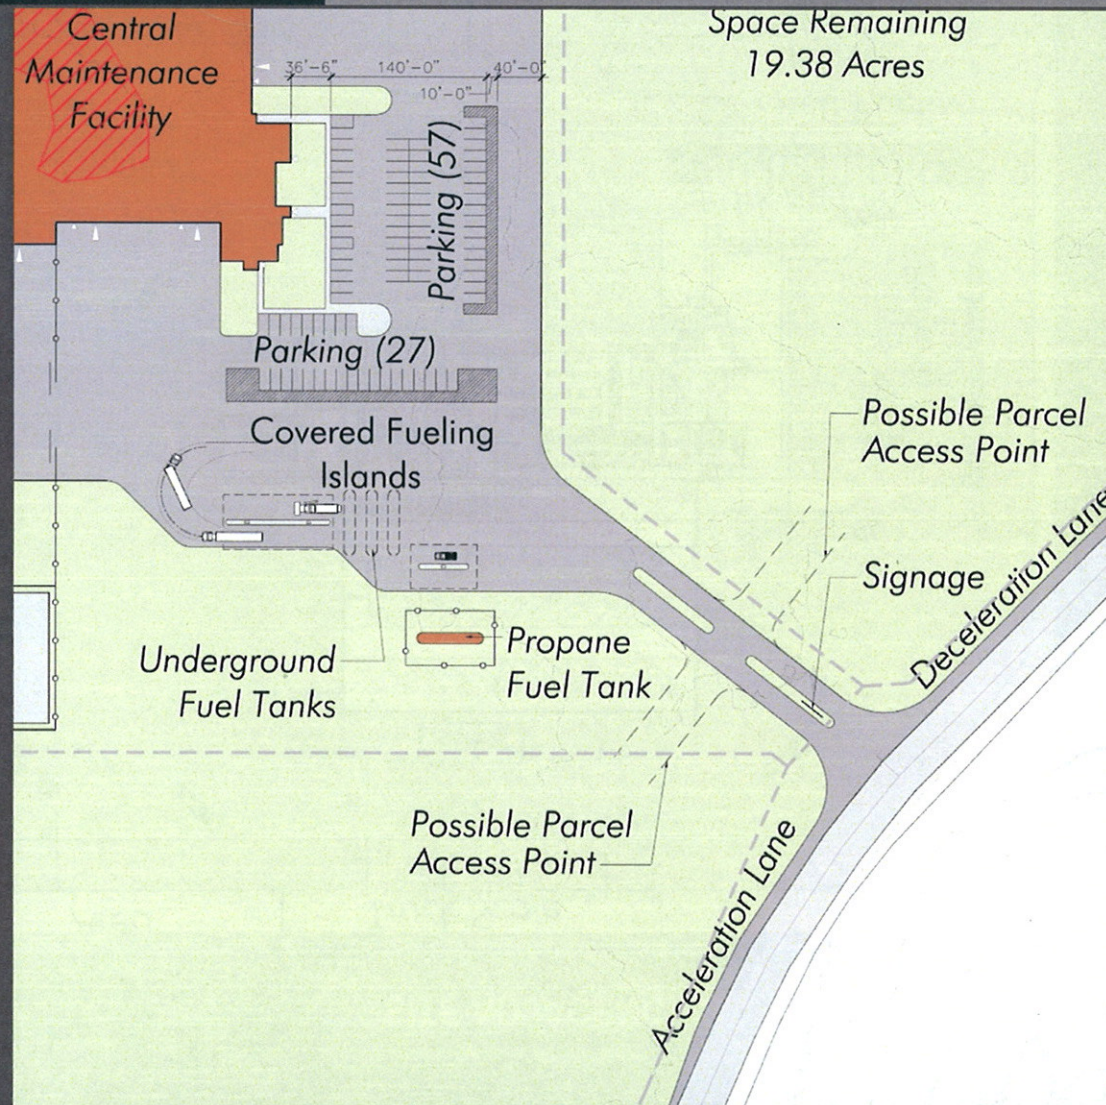 Central
Maintenance
Facility
Space Remaining
19.38 Acres
36'-6"
140'-0"
40'-0
10'-0"
Parking (57)
Parking (27)
Covered Fueling
Islands
Possible Parcel
Access Point
Signage
Deceleration Lane
Propane
Fuel Tank
Underground
Fuel Tanks
Possible Parcel
Access Point
Acceleration Lane